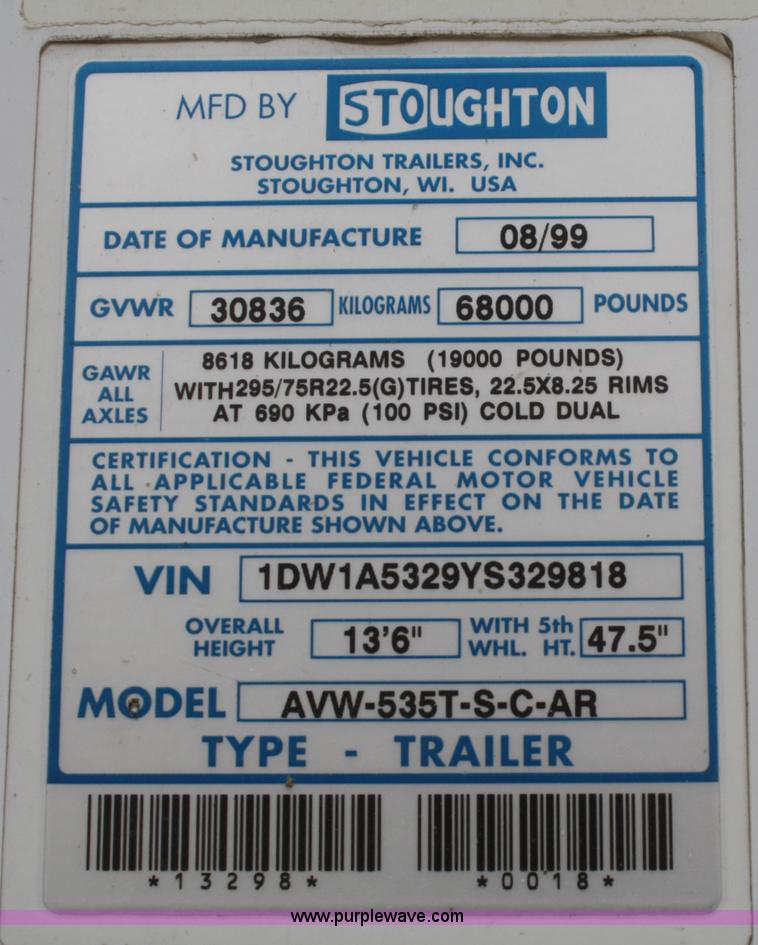 MFD BY STOUGHTON
STOUGHTON TRAILERS, INC.
STOUGHTON, WI. USA
DATE OF MANUFACTURE 08/99
GVWR 30836 KILOGRAMS 68000 POUNDS
GAWR ALL AXLES
8618 KILOGRAMS (19000 POUNDS)
WITH295/75R22.5(G)TIRES, 22.5X8.25 RIMS
AT 690 KPa (100 PSI) COLD DUAL
CERTIFICATION - THIS VEHICLE CONFORMS TO
ALL APPLICABLE FEDERAL MOTOR VEHICLE
SAFETY STANDARDS IN EFFECT ON THE DATE
OF MANUFACTURE SHOWN ABOVE.
VIN 1DW1A5329YS329818
OVERALL HEIGHT 13'6" WITH 5th WHL. HT. 47.5"
MODEL AVW-535T-S-C-AR
TYPE - TRAILER
*13298* *0018*
www.purplewave.com